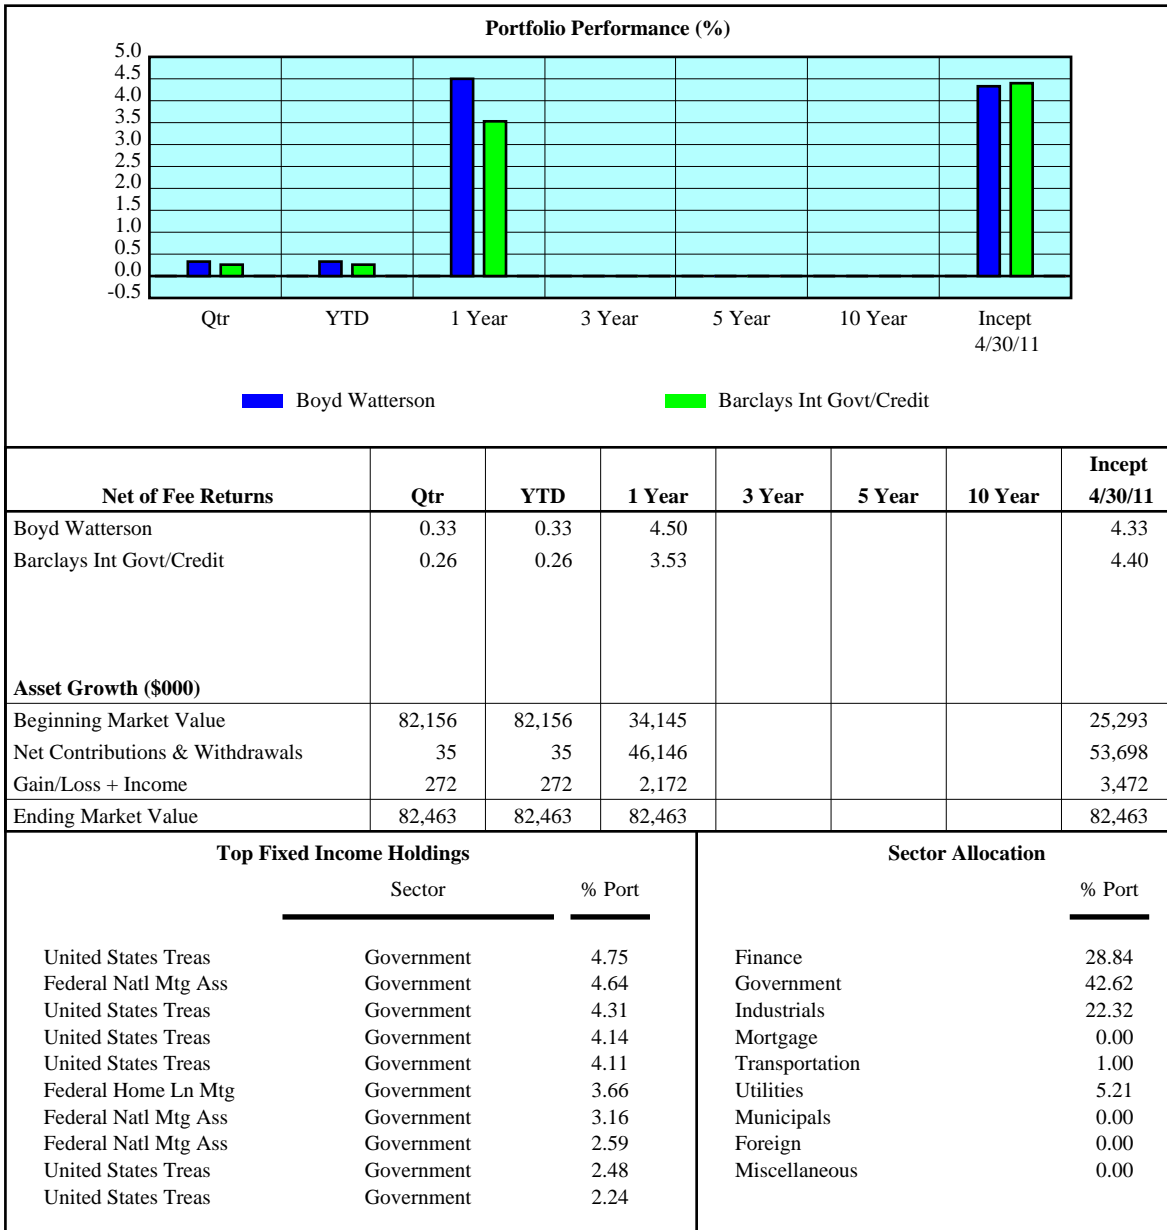 Portfolio Performance (%)
5.0
4.5
4.0
3.5
3.0
2.5
2.0
1.5
1.0
0.5
0.0
-0.5
Qtr YTD 1 Year 3 Year 5 Year 10 Year Incept
4/30/11
Boyd Watterson Barclays Int Govt/Credit
Incept
Net of Fee Returns Qtr YTD 1 Year 3 Year 5 Year 10 Year 4/30/11
Boyd Watterson 0.33 0.33 4.50 4.33
Barclays Int Govt/Credit 0.26 0.26 3.53 4.40
Asset Growth ($000)
Beginning Market Value 82,156 82,156 34,145 25,293
Net Contributions & Withdrawals 35 35 46,146 53,698
Gain/Loss + Income 272 272 2,172 3,472
Ending Market Value 82,463 82,463 82,463 82,463
Top Fixed Income Holdings
Sector % Port
United States Treas Government 4.75
Federal Natl Mtg Ass Government 4.64
United States Treas Government 4.31
United States Treas Government 4.14
United States Treas Government 4.11
Federal Home Ln Mtg Government 3.66
Federal Natl Mtg Ass Government 3.16
Federal Natl Mtg Ass Government 2.59
United States Treas Government 2.48
United States Treas Government 2.24
Sector Allocation
% Port
Finance 28.84
Government 42.62
Industrials 22.32
Mortgage 0.00
Transportation 1.00
Utilities 5.21
Municipals 0.00
Foreign 0.00
Miscellaneous 0.00